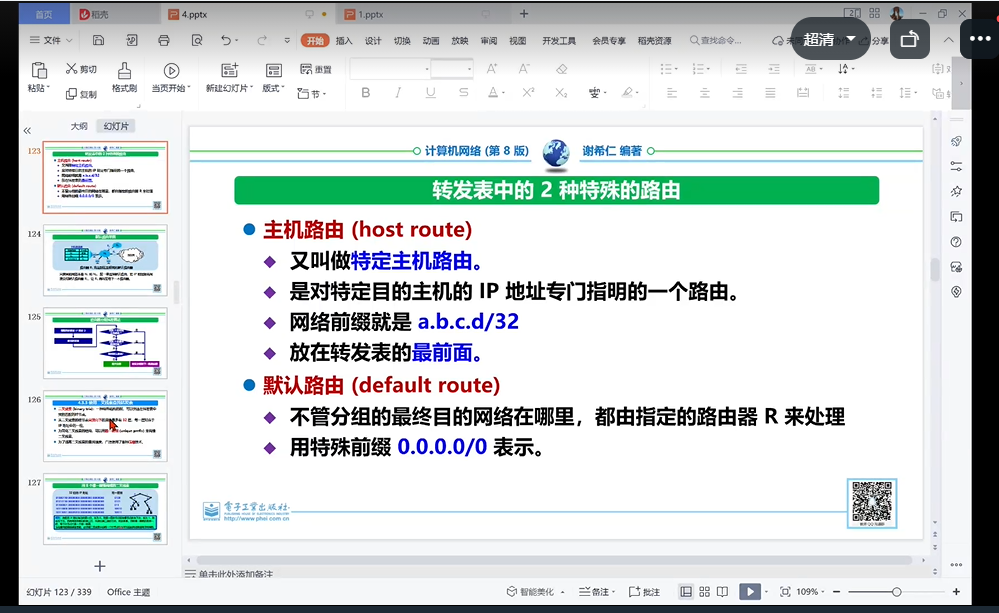 首页
稻壳
4.pptx
1.pptx
超清
三 文件
开始 插入 设计 切换 动画 放映 审阅 视图 开发工具 会员专享 稻壳资源 查找命令... 分享
粘贴 剪切 复制 格式刷 当页开始 新建幻灯片 版式 重置 节
B I U S A X² X₂
大纲 幻灯片
123
124
125
126
127
计算机网络 (第 8 版) 谢希仁 编著
转发表中的 2 种特殊的路由
主机路由 (host route)
又叫做特定主机路由。
是对特定目的主机的 IP 地址专门指明的一个路由。
网络前缀就是 a.b.c.d/32
放在转发表的最前面。
默认路由 (default route)
不管分组的最终目的网络在哪里，都由指定的路由器 R 来处理
用特殊前缀 0.0.0.0/0 表示。
电子工业出版社
http://www.phei.com.cn
单击此处添加备注
幻灯片 123 / 339 Office 主题 智能美化 备注 批注 109%